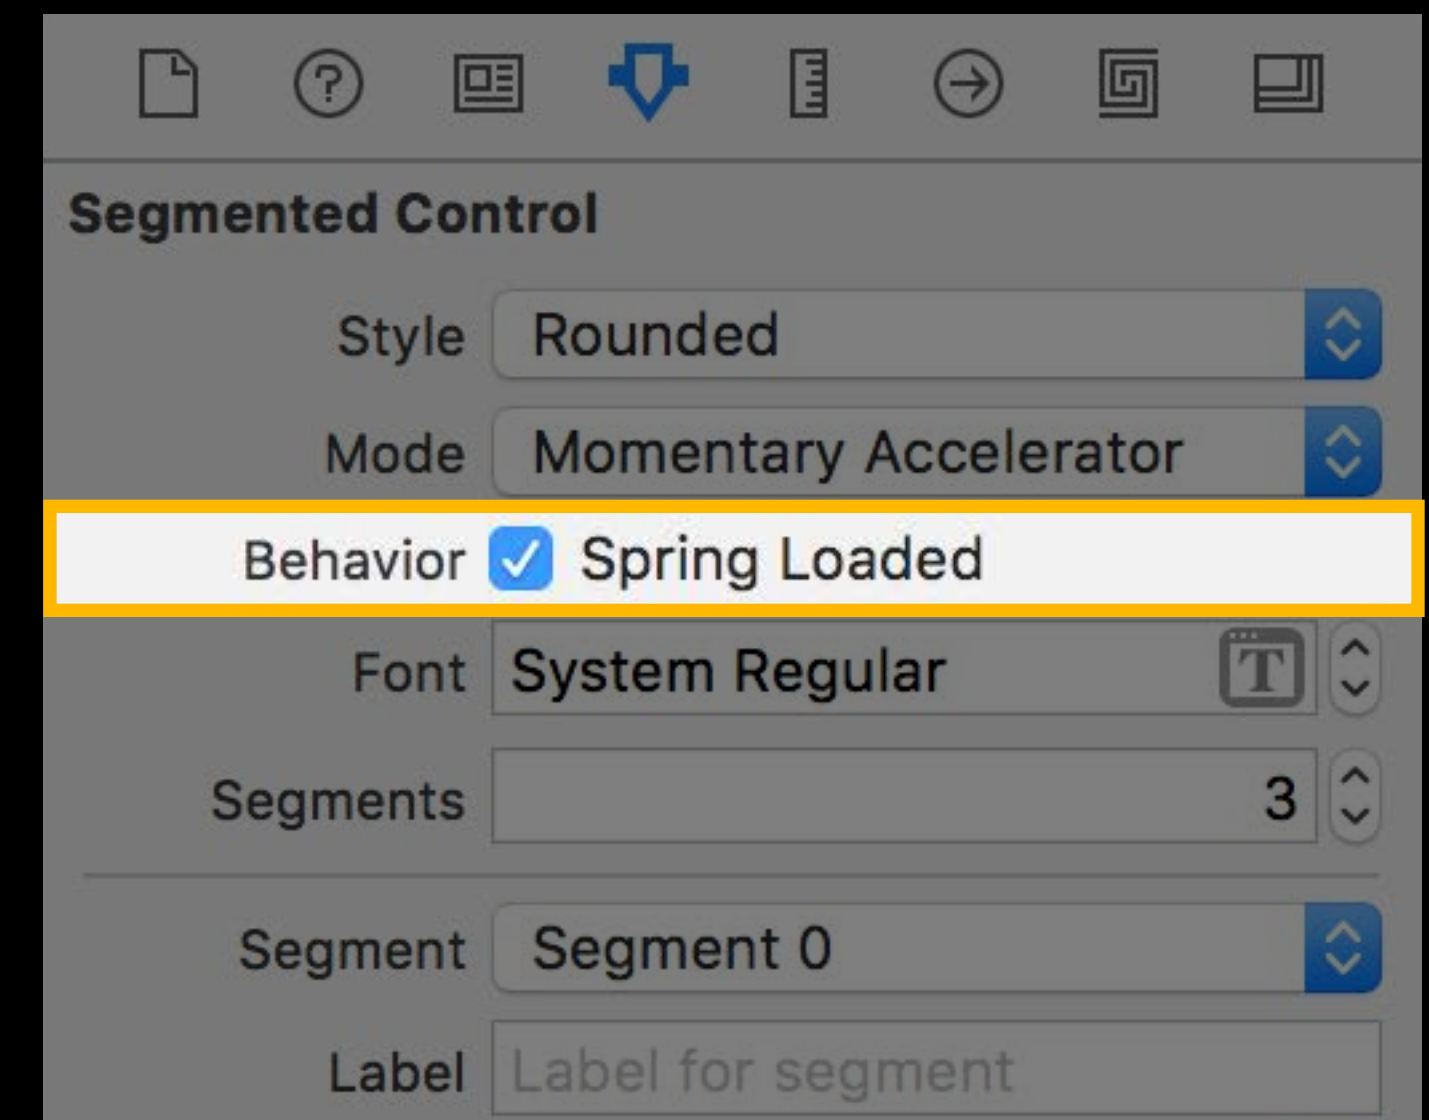 Segmented Control
Style Rounded
Mode Momentary Accelerator
Behavior Spring Loaded
Font System Regular T
Segments 3
Segment Segment 0
Label Label for segment